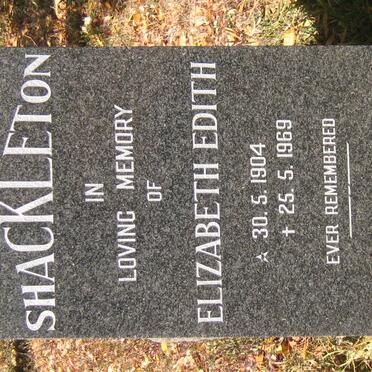 SHACKLETON
IN
LOVING MEMORY
OF
ELIZABETH EDITH
☆ 30. 5. 1904
✝ 25. 5. 1969
EVER REMEMBERED